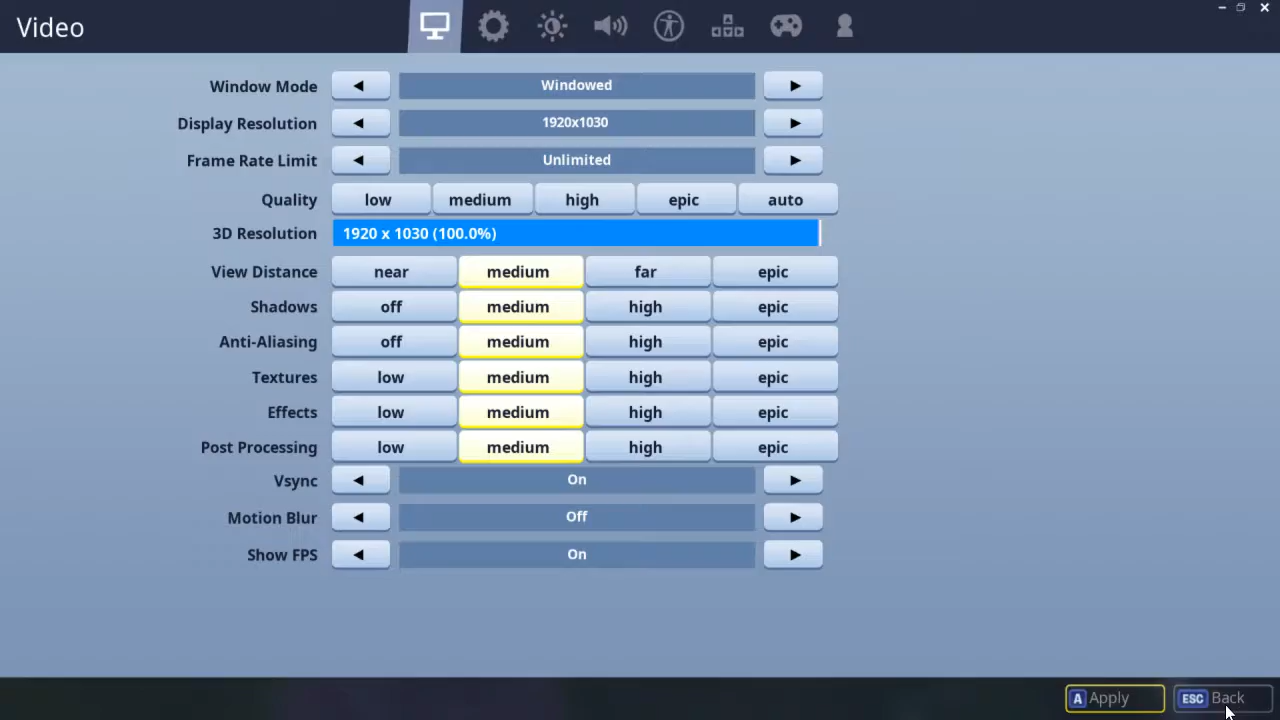 Video
Window Mode Windowed
Display Resolution 1920x1030
Frame Rate Limit Unlimited
Quality low medium high epic auto
3D Resolution 1920 x 1030 (100.0%)
View Distance near medium far epic
Shadows off medium high epic
Anti-Aliasing off medium high epic
Textures low medium high epic
Effects low medium high epic
Post Processing low medium high epic
Vsync On
Motion Blur Off
Show FPS On
A Apply ESC Back